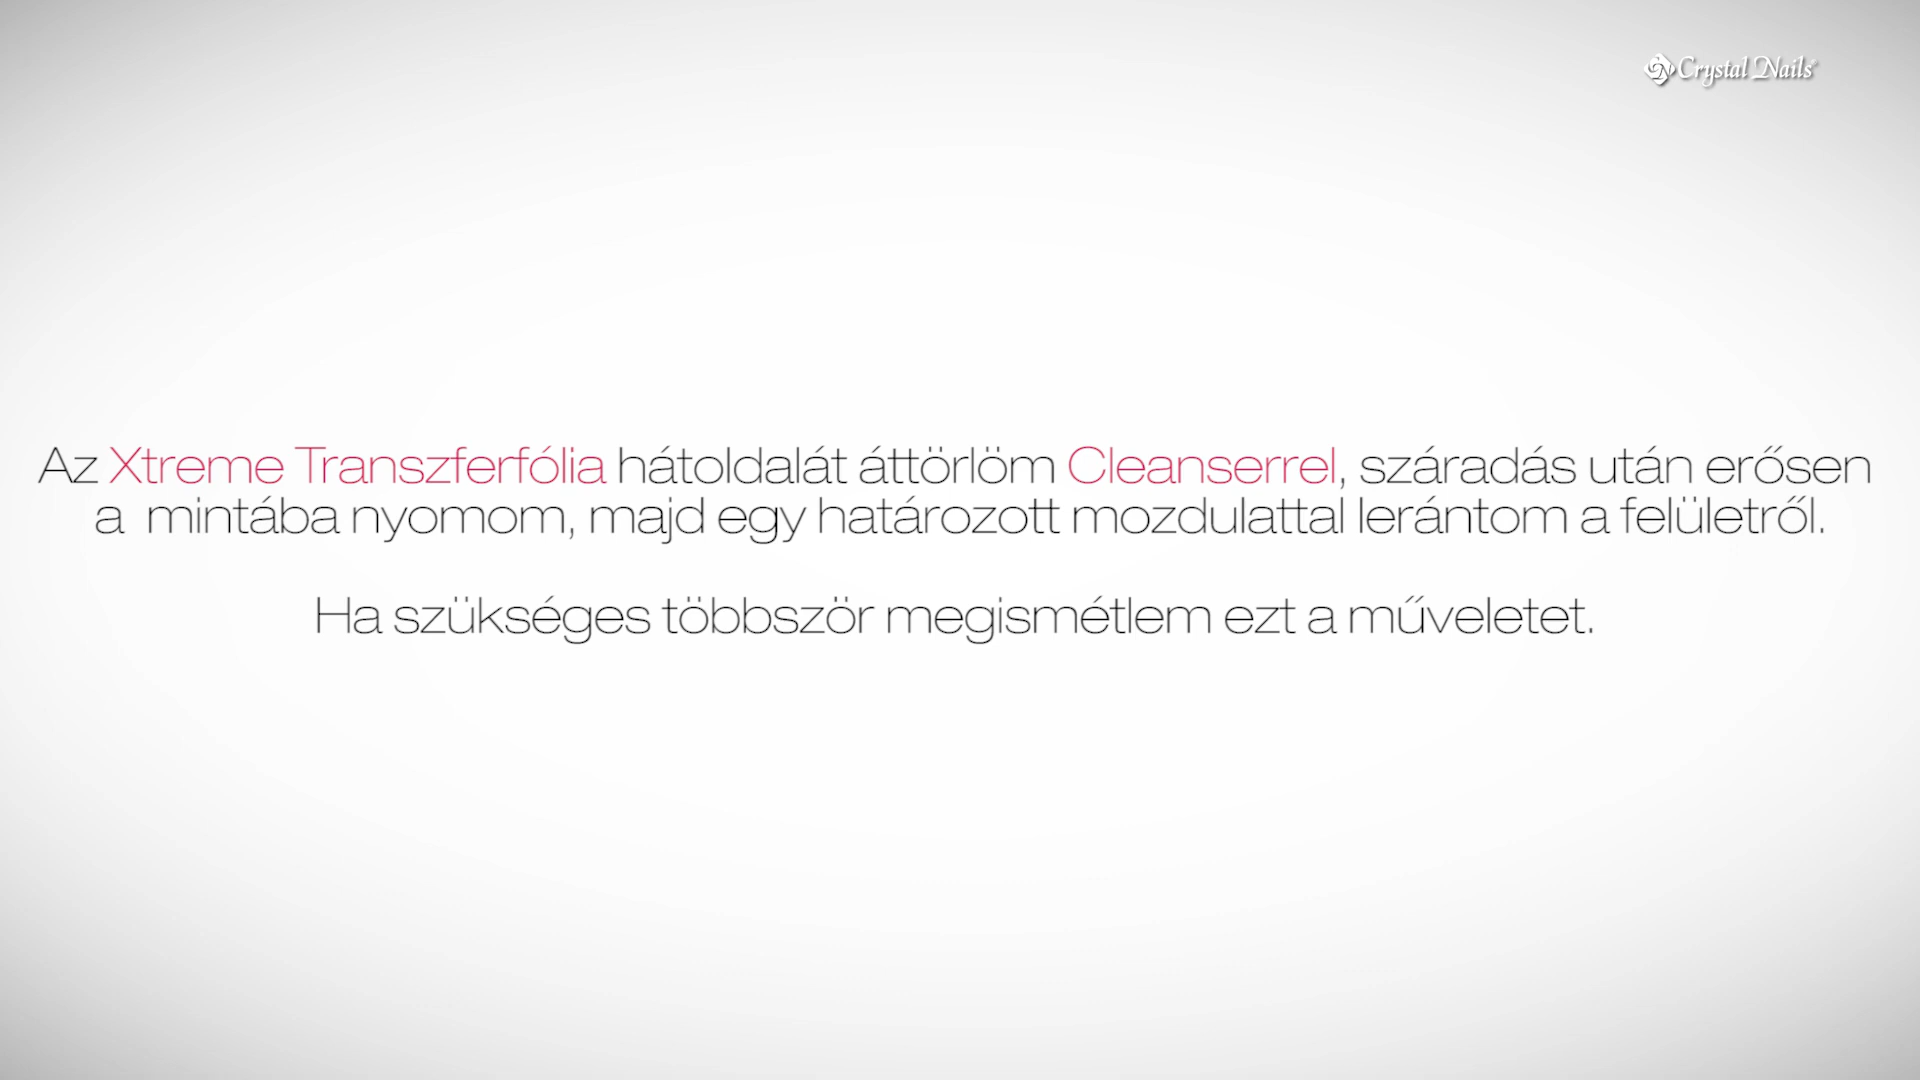 Crystal Nails
Az Xtreme Transzferfólia hátoldalát áttörlöm Cleanserrel, száradás után erősen
a  mintába nyomom, majd egy határozott mozdulattal lerántom a felületről.
Ha szükséges többször megismétlem ezt a műveletet.